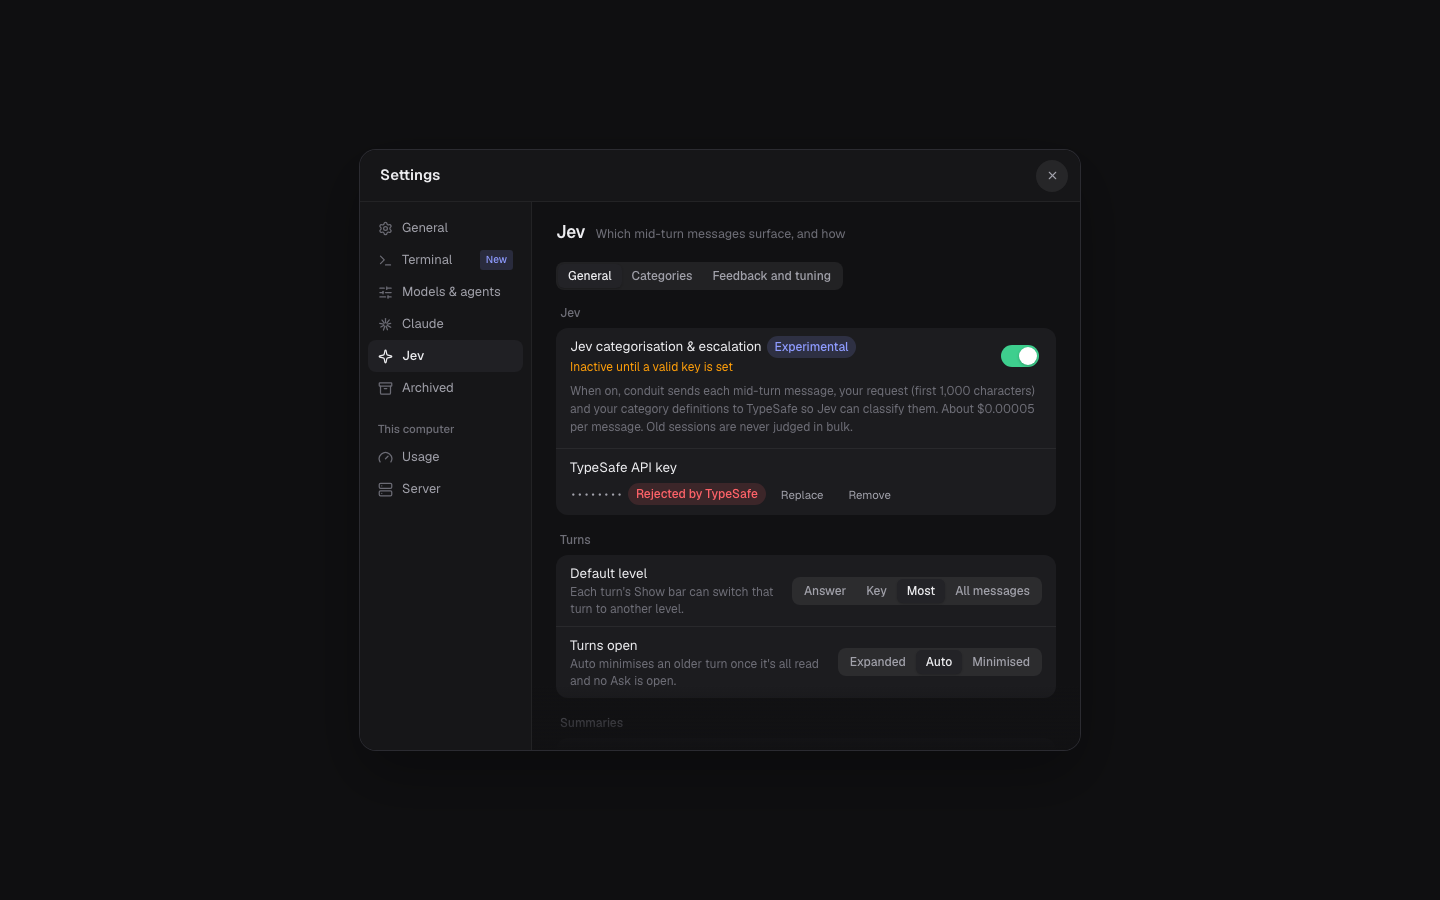 Settings
General
Terminal New
Models & agents
Claude
Jev
Archived
This computer
Usage
Server
Jev Which mid-turn messages surface, and how
General Categories Feedback and tuning
Jev
Jev categorisation & escalation Experimental
Inactive until a valid key is set
When on, conduit sends each mid-turn message, your request (first 1,000 characters)
and your category definitions to TypeSafe so Jev can classify them. About $0.00005
per message. Old sessions are never judged in bulk.
TypeSafe API key
•••••••• Rejected by TypeSafe Replace Remove
Turns
Default level
Each turn's Show bar can switch that
turn to another level.
Answer Key Most All messages
Turns open
Auto minimises an older turn once it's all read
and no Ask is open.
Expanded Auto Minimised
Summaries